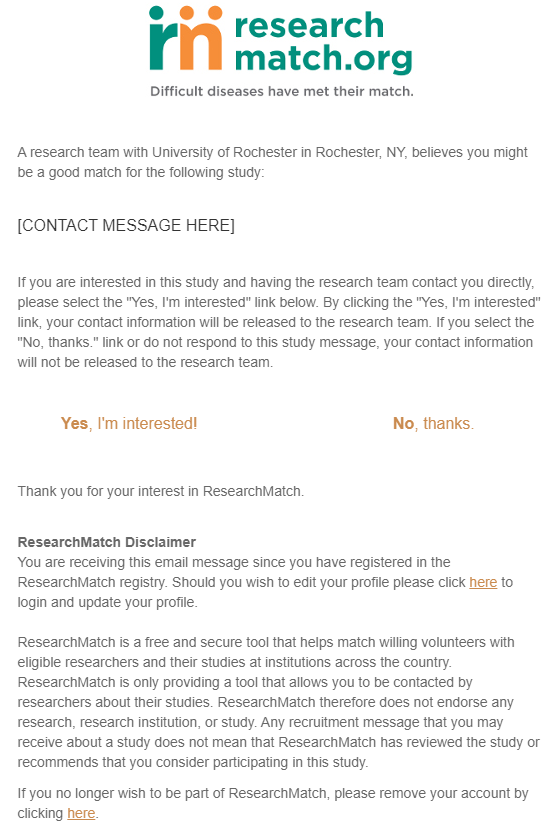 rm research
match.org
Difficult diseases have met their match.
A research team with University of Rochester in Rochester, NY, believes you might
be a good match for the following study:
[CONTACT MESSAGE HERE]
If you are interested in this study and having the research team contact you directly,
please select the "Yes, I'm interested" link below. By clicking the "Yes, I'm interested"
link, your contact information will be released to the research team. If you select the
"No, thanks." link or do not respond to this study message, your contact information
will not be released to the research team.
Yes, I'm interested! No, thanks.
Thank you for your interest in ResearchMatch.
ResearchMatch Disclaimer
You are receiving this email message since you have registered in the
ResearchMatch registry. Should you wish to edit your profile please click here to
login and update your profile.
ResearchMatch is a free and secure tool that helps match willing volunteers with
eligible researchers and their studies at institutions across the country.
ResearchMatch is only providing a tool that allows you to be contacted by
researchers about their studies. ResearchMatch therefore does not endorse any
research, research institution, or study. Any recruitment message that you may
receive about a study does not mean that ResearchMatch has reviewed the study or
recommends that you consider participating in this study.
If you no longer wish to be part of ResearchMatch, please remove your account by
clicking here.